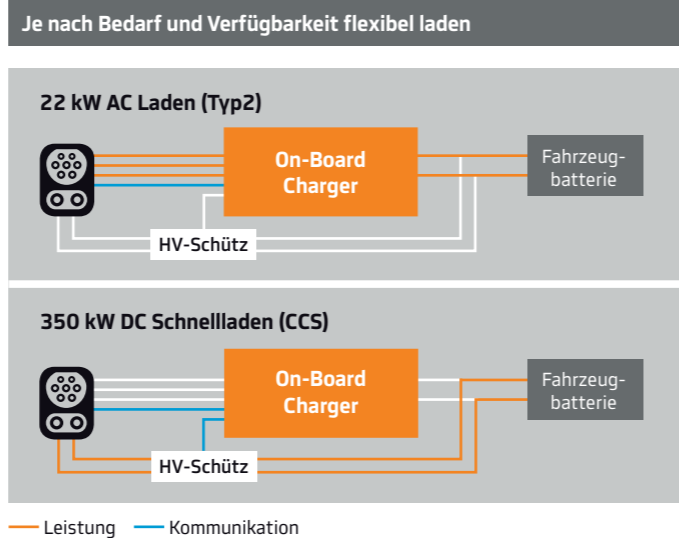 Je nach Bedarf und Verfügbarkeit flexibel laden
22 kW AC Laden (Typ2)
On-Board
Charger
Fahrzeug-
batterie
HV-Schütz
350 kW DC Schnellladen (CCS)
On-Board
Charger
Fahrzeug-
batterie
HV-Schütz
Leistung
Kommunikation